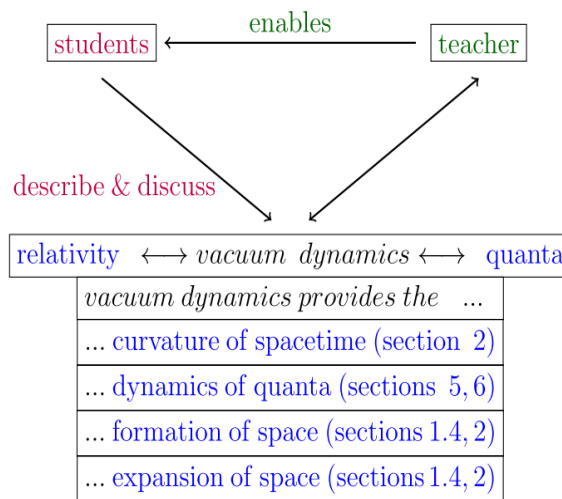 enables
students teacher
describe & discuss
relativity ⟷ vacuum dynamics ⟷ quanta
vacuum dynamics provides the ...
... curvature of spacetime (section 2)
... dynamics of quanta (sections 5, 6)
... formation of space (sections 1.4, 2)
... expansion of space (sections 1.4, 2)